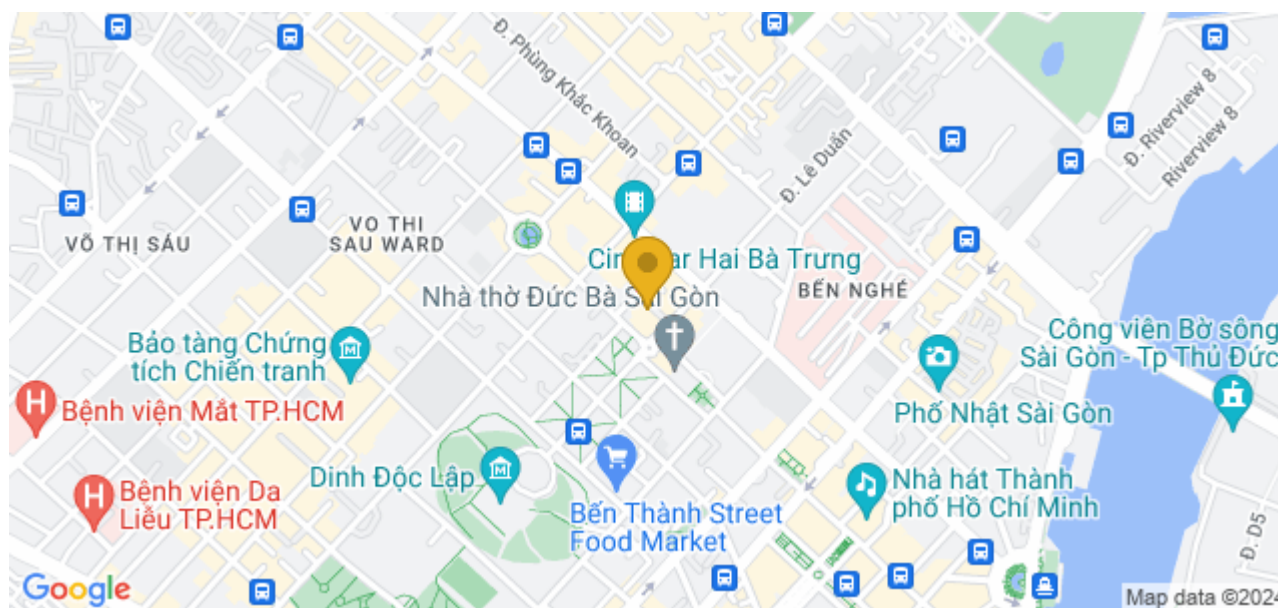 Đ. Phùng Khắc Khoan
Đ. Lê Duẩn
Đ. Riverview 8
Riverview 8
VÕ THỊ SÁU
VO THI
SAU WARD
Hai Bà Trưng
BẾN NGHÉ
Nhà thờ Đức Bà Sài Gòn
Bảo tàng Chứng
tích Chiến tranh
Công viên Bờ sông
Sài Gòn - Tp Thủ Đức
H
Bệnh viện Mắt TP.HCM
Phố Nhật Sài Gòn
M
Dinh Độc Lập
M
H
Bệnh viện Da
Liễu TP.HCM
Nhà hát Thành
phố Hồ Chí Minh
Bến Thành Street
Food Market
Đ. D5
Google
Map data ©2024